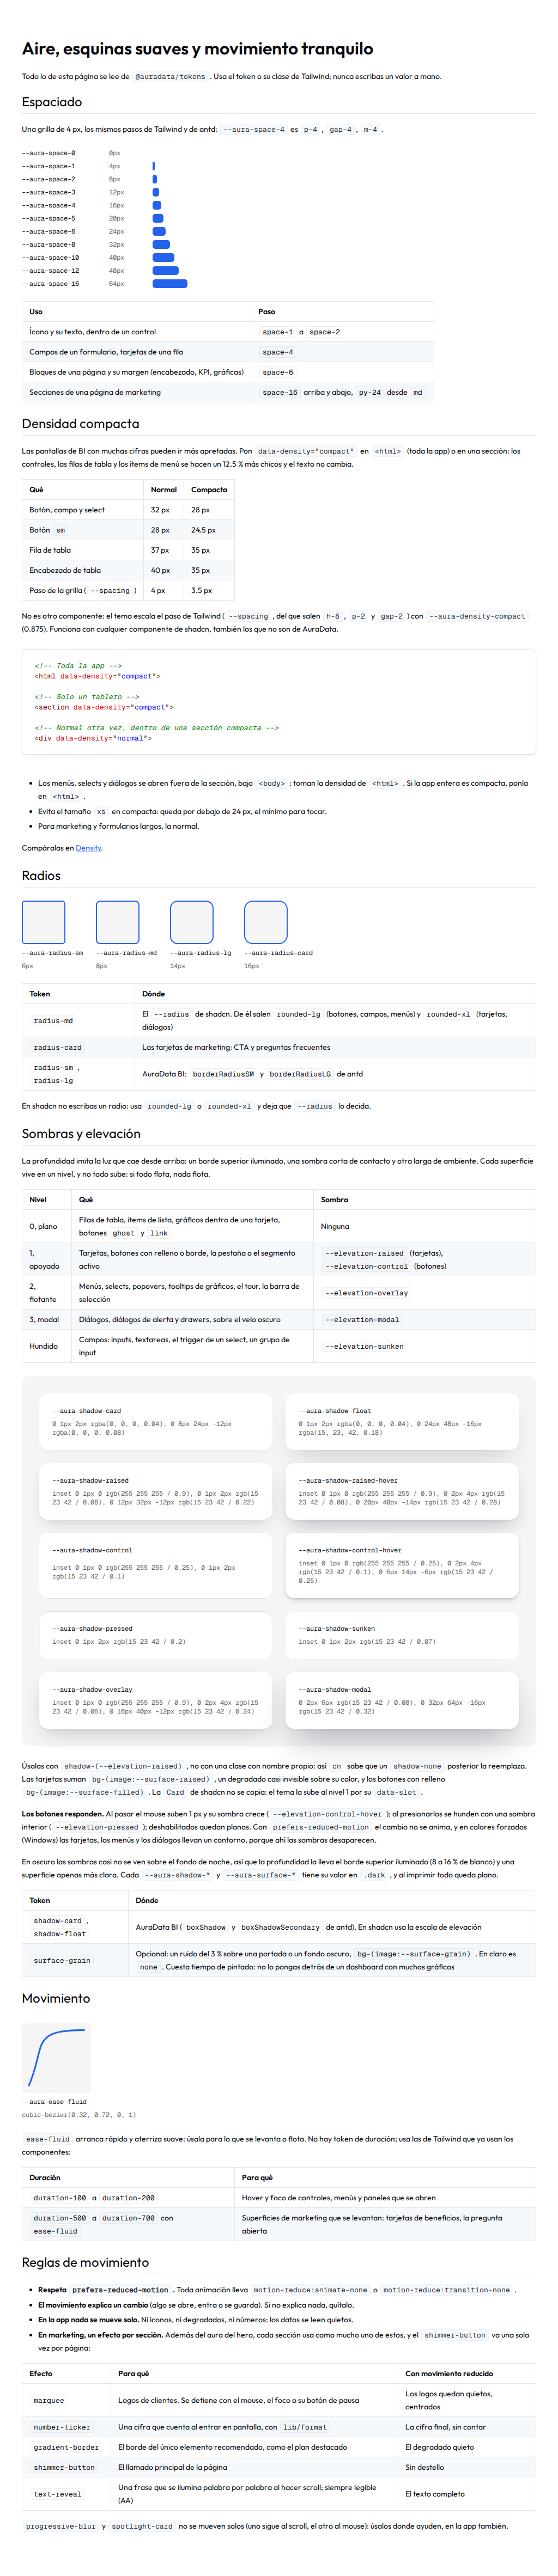 Aire, esquinas suaves y movimiento tranquilo
Todo lo de esta página se lee de @auradata/tokens . Usa el token o su clase de Tailwind; nunca escribas un valor a mano.
Espaciado
Una grilla de 4 px, los mismos pasos de Tailwind y de antd: --aura-space-4 es p-4 , gap-4 , m-4 .
--aura-space-0 0px
--aura-space-1 4px
--aura-space-2 8px
--aura-space-3 12px
--aura-space-4 16px
--aura-space-5 20px
--aura-space-6 24px
--aura-space-8 32px
--aura-space-10 40px
--aura-space-12 48px
--aura-space-16 64px
Uso Paso
Ícono y su texto, dentro de un control space-1 a space-2
Campos de un formulario, tarjetas de una fila space-4
Bloques de una página y su margen (encabezado, KPI, gráficas) space-6
Secciones de una página de marketing space-16 arriba y abajo, py-24 desde md
Densidad compacta
Las pantallas de BI con muchas cifras pueden ir más apretadas. Pon data-density="compact" en <html> (toda la app) o en una sección: los
controles, las filas de tabla y los ítems de menú se hacen un 12.5 % más chicos y el texto no cambia.
Qué Normal Compacta
Botón, campo y select 32 px 28 px
Botón sm 28 px 24.5 px
Fila de tabla 37 px 35 px
Encabezado de tabla 40 px 35 px
Paso de la grilla ( --spacing ) 4 px 3.5 px
No es otro componente: el tema escala el paso de Tailwind ( --spacing , del que salen h-8 , p-2 y gap-2 ) con --aura-density-compact
(0.875). Funciona con cualquier componente de shadcn, también los que no son de AuraData.
<!-- Toda la app -->
<html data-density="compact">
<!-- Solo un tablero -->
<section data-density="compact">
<!-- Normal otra vez, dentro de una sección compacta -->
<div data-density="normal">
Los menús, selects y diálogos se abren fuera de la sección, bajo <body> : toman la densidad de <html> . Si la app entera es compacta, ponla
en <html> .
Evita el tamaño xs en compacta: queda por debajo de 24 px, el mínimo para tocar.
Para marketing y formularios largos, la normal.
Compáralas en Density.
Radios
--aura-radius-sm --aura-radius-md --aura-radius-lg --aura-radius-card
6px 8px 14px 16px
Token Dónde
radius-md El --radius de shadcn. De él salen rounded-lg (botones, campos, menús) y rounded-xl (tarjetas,
diálogos)
radius-card Las tarjetas de marketing: CTA y preguntas frecuentes
radius-sm ,
radius-lg AuraData BI: borderRadiusSM y borderRadiusLG de antd
En shadcn no escribas un radio: usa rounded-lg o rounded-xl y deja que --radius lo decida.
Sombras y elevación
La profundidad imita la luz que cae desde arriba: un borde superior iluminado, una sombra corta de contacto y otra larga de ambiente. Cada superficie
vive en un nivel, y no todo sube: si todo flota, nada flota.
Nivel Qué Sombra
0, plano Filas de tabla, ítems de lista, gráficos dentro de una tarjeta,
botones ghost y link Ninguna
1,
apoyado Tarjetas, botones con relleno o borde, la pestaña o el segmento
activo --elevation-raised (tarjetas),
--elevation-control (botones)
2,
flotante Menús, selects, popovers, tooltips de gráficos, el tour, la barra de
selección --elevation-overlay
3, modal Diálogos, diálogos de alerta y drawers, sobre el velo oscuro --elevation-modal
Hundido Campos: inputs, textareas, el trigger de un select, un grupo de
input --elevation-sunken
--aura-shadow-card
0 1px 2px rgba(0, 0, 0, 0.04), 0 8px 24px -12px
rgba(0, 0, 0, 0.08)
--aura-shadow-float
0 1px 2px rgba(0, 0, 0, 0.04), 0 24px 48px -16px
rgba(15, 23, 42, 0.18)
--aura-shadow-raised
inset 0 1px 0 rgb(255 255 255 / 0.9), 0 1px 2px rgb(15
23 42 / 0.08), 0 12px 32px -12px rgb(15 23 42 / 0.22)
--aura-shadow-raised-hover
inset 0 1px 0 rgb(255 255 255 / 0.9), 0 2px 4px rgb(15
23 42 / 0.08), 0 20px 40px -14px rgb(15 23 42 / 0.28)
--aura-shadow-control
inset 0 1px 0 rgb(255 255 255 / 0.25), 0 1px 2px
rgb(15 23 42 / 0.1)
--aura-shadow-control-hover
inset 0 1px 0 rgb(255 255 255 / 0.25), 0 2px 4px
rgb(15 23 42 / 0.1), 0 6px 14px -6px rgb(15 23 42 /
0.25)
--aura-shadow-pressed
inset 0 1px 2px rgb(15 23 42 / 0.2)
--aura-shadow-sunken
inset 0 1px 2px rgb(15 23 42 / 0.07)
--aura-shadow-overlay
inset 0 1px 0 rgb(255 255 255 / 0.9), 0 2px 4px rgb(15
23 42 / 0.06), 0 16px 40px -12px rgb(15 23 42 / 0.24)
--aura-shadow-modal
0 2px 6px rgb(15 23 42 / 0.08), 0 32px 64px -16px
rgb(15 23 42 / 0.32)
Úsalas con shadow-(--elevation-raised) , no con una clase con nombre propio: así cn sabe que un shadow-none posterior la reemplaza.
Las tarjetas suman bg-(image:--surface-raised) , un degradado casi invisible sobre su color, y los botones con relleno
bg-(image:--surface-filled) . La Card de shadcn no se copia: el tema la sube al nivel 1 por su data-slot .
Los botones responden. Al pasar el mouse suben 1 px y su sombra crece ( --elevation-control-hover ); al presionarlos se hunden con una sombra
interior ( --elevation-pressed ); deshabilitados quedan planos. Con prefers-reduced-motion el cambio no se anima, y en colores forzados
(Windows) las tarjetas, los menús y los diálogos llevan un contorno, porque ahí las sombras desaparecen.
En oscuro las sombras casi no se ven sobre el fondo de noche, así que la profundidad la lleva el borde superior iluminado (8 a 16 % de blanco) y una
superficie apenas más clara. Cada --aura-shadow-* y --aura-surface-* tiene su valor en .dark , y al imprimir todo queda plano.
Token Dónde
shadow-card ,
shadow-float AuraData BI ( boxShadow y boxShadowSecondary de antd). En shadcn usa la escala de elevación
surface-grain Opcional: un ruido del 3 % sobre una portada o un fondo oscuro, bg-(image:--surface-grain) . En claro es
none . Cuesta tiempo de pintado: no lo pongas detrás de un dashboard con muchos gráficos
Movimiento
--aura-ease-fluid
cubic-bezier(0.32, 0.72, 0, 1)
ease-fluid arranca rápido y aterriza suave: úsala para lo que se levanta o flota. No hay token de duración; usa las de Tailwind que ya usan los
componentes:
Duración Para qué
duration-100 a duration-200 Hover y foco de controles, menús y paneles que se abren
duration-500 a duration-700 con
ease-fluid Superficies de marketing que se levantan: tarjetas de beneficios, la pregunta
abierta
Reglas de movimiento
Respeta prefers-reduced-motion . Toda animación lleva motion-reduce:animate-none o motion-reduce:transition-none .
El movimiento explica un cambio (algo se abre, entra o se guarda). Si no explica nada, quítalo.
En la app nada se mueve solo. Ni íconos, ni degradados, ni números: los datos se leen quietos.
En marketing, un efecto por sección. Además del aura del hero, cada sección usa como mucho uno de estos, y el shimmer-button va una sola
vez por página:
Efecto Para qué Con movimiento reducido
marquee Logos de clientes. Se detiene con el mouse, el foco o su botón de pausa Los logos quedan quietos,
centrados
number-ticker Una cifra que cuenta al entrar en pantalla, con lib/format La cifra final, sin contar
gradient-border El borde del único elemento recomendado, como el plan destacado El degradado quieto
shimmer-button El llamado principal de la página Sin destello
text-reveal Una frase que se ilumina palabra por palabra al hacer scroll; siempre legible
(AA) El texto completo
progressive-blur y spotlight-card no se mueven solos (uno sigue al scroll, el otro al mouse): úsalos donde ayuden, en la app también.